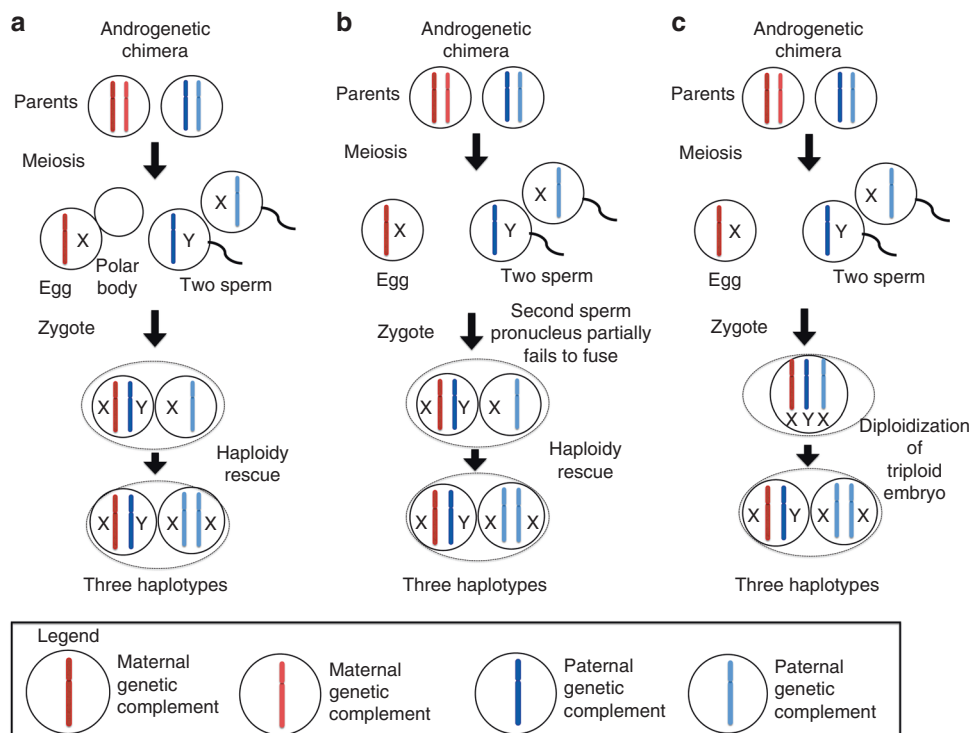 a
Androgenetic
chimera
Parents
Meiosis
X
X
Y
Egg
Polar
body
Two sperm
Zygote
X Y X
Haploidy
rescue
X Y X
Three haplotypes
b
Androgenetic
chimera
Parents
Meiosis
X
X
Y
Egg
Two sperm
Zygote
Second sperm
pronucleus partially
fails to fuse
X Y X
Haploidy
rescue
X Y X
Three haplotypes
c
Androgenetic
chimera
Parents
Meiosis
X
X
Y
Egg
Two sperm
Zygote
X Y X
Diploidization
of
triploid
embryo
X Y X X
Three haplotypes
Legend
Maternal
genetic
complement
Maternal
genetic
complement
Paternal
genetic
complement
Paternal
genetic
complement